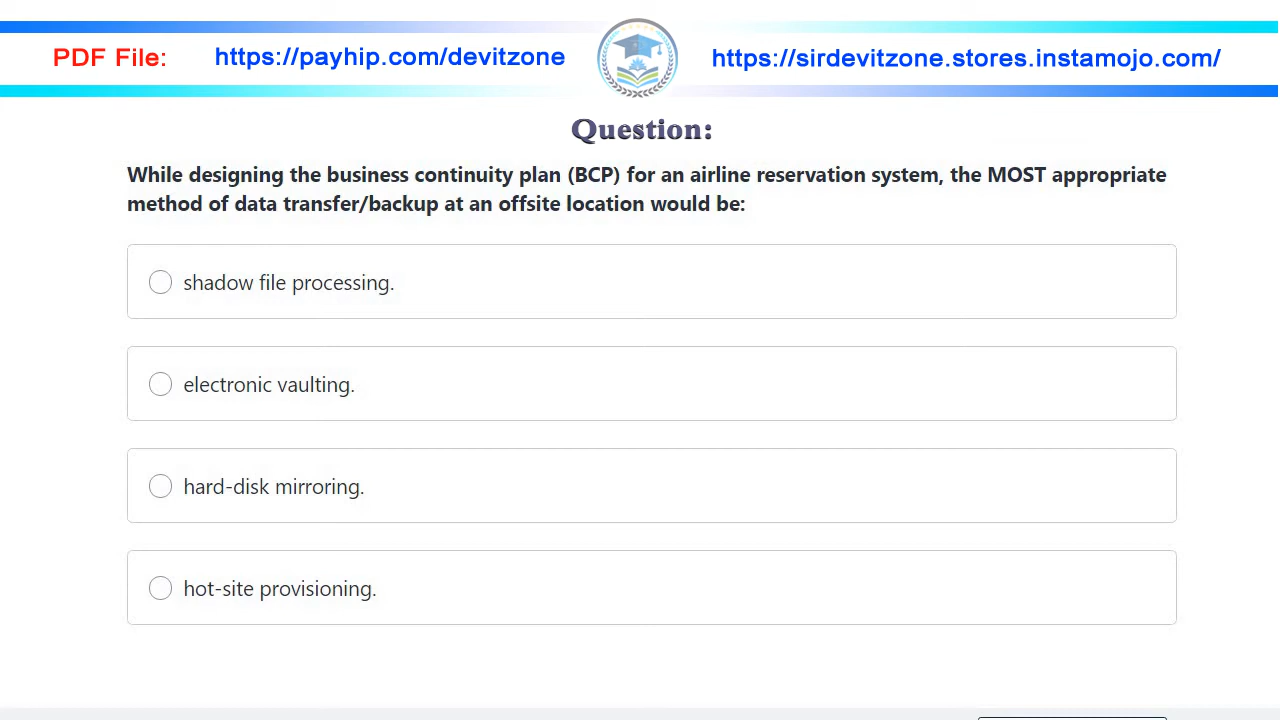 PDF File: https://payhip.com/devitzone https://sirdevitzone.stores.instamojo.com/
Question:
While designing the business continuity plan (BCP) for an airline reservation system, the MOST appropriate
method of data transfer/backup at an offsite location would be:
shadow file processing.
electronic vaulting.
hard-disk mirroring.
hot-site provisioning.